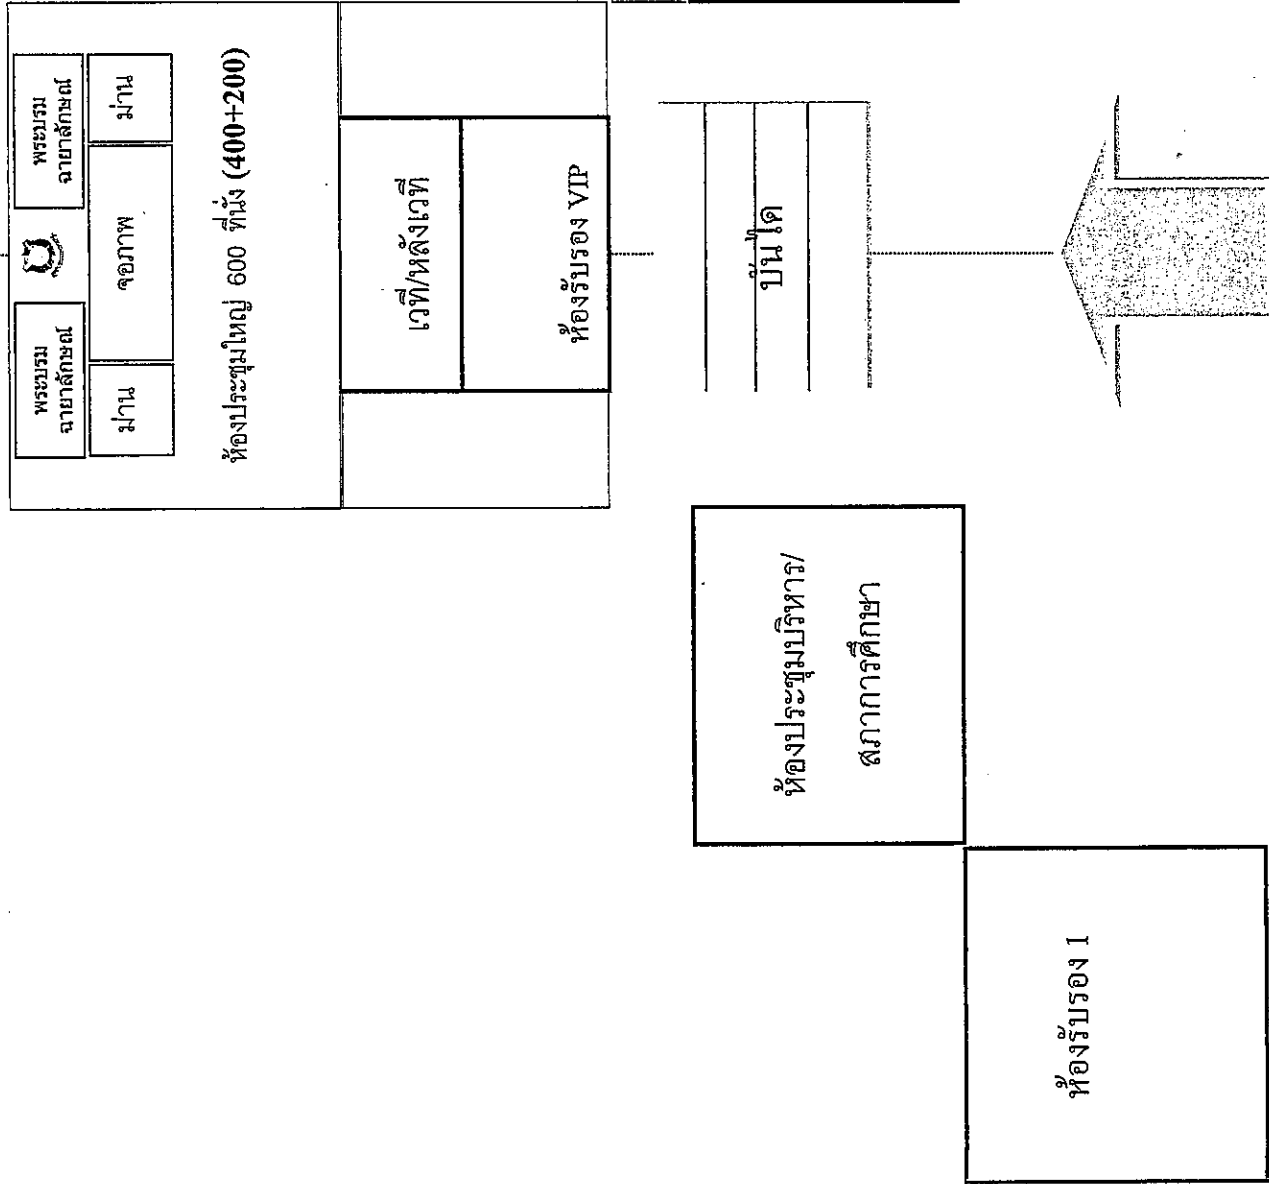 พระบรม
ฉายาลักษณ์
พระบรม
ฉายาลักษณ์
ม่าน
จอภาพ
ม่าน
ห้องประชุมใหญ่ 600 ที่นั่ง (400+200)
เวที/หลังเวที
ห้องรับรอง VIP
บันได
ห้องประชุมบริหาร/
สภาการศึกษา
ห้องรับรอง 1